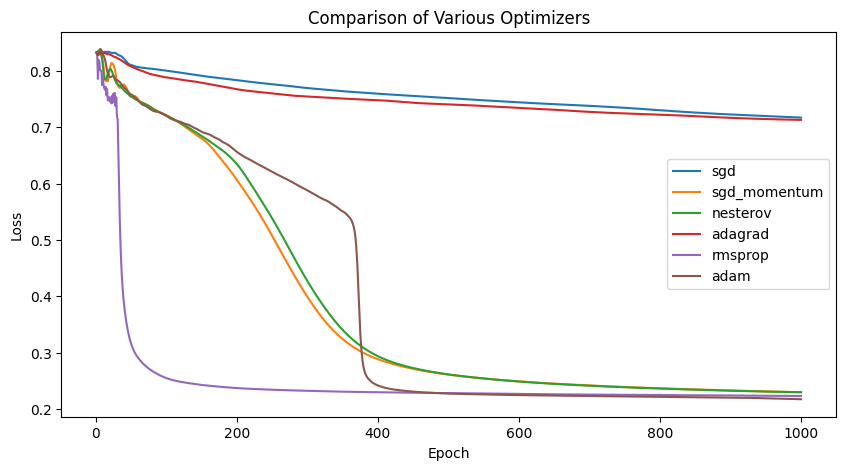 Comparison of Various Optimizers
Loss
0.8
0.7
0.6
0.5
0.4
0.3
0.2
sgd
sgd_momentum
nesterov
adagrad
rmsprop
adam
0
200
400
600
800
1000
Epoch